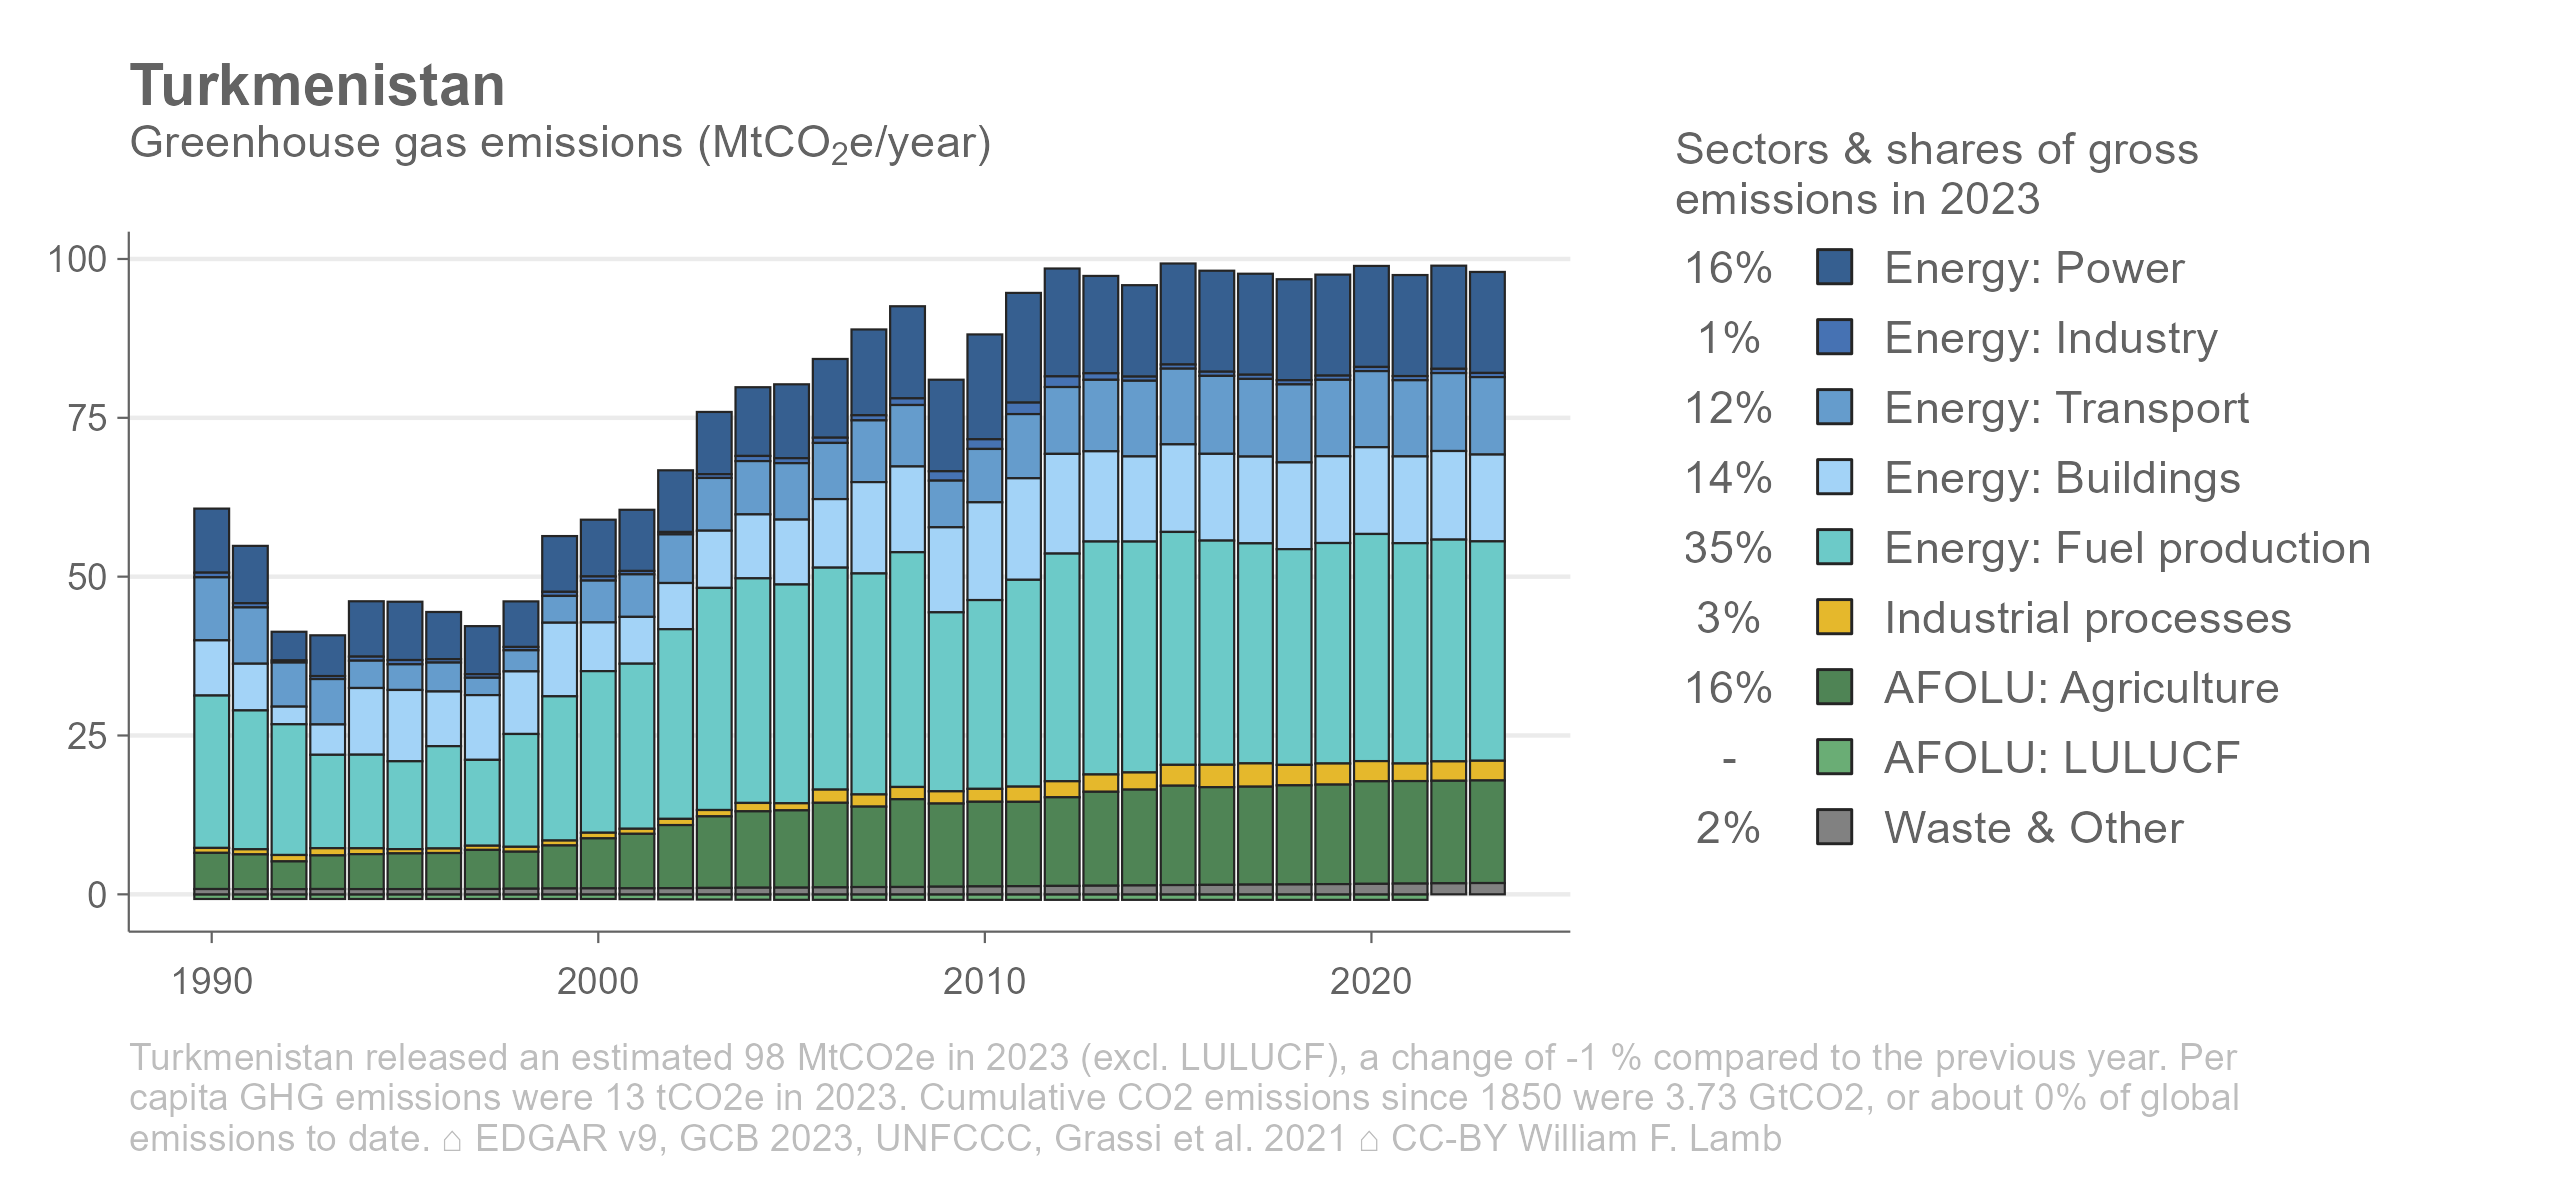 Turkmenistan
Greenhouse gas emissions (MtCO₂e/year)
Sectors & shares of gross
emissions in 2023
16% Energy: Power
1% Energy: Industry
12% Energy: Transport
14% Energy: Buildings
35% Energy: Fuel production
3% Industrial processes
16% AFOLU: Agriculture
- AFOLU: LULUCF
2% Waste & Other
100
75
50
25
0
1990 2000 2010 2020
Turkmenistan released an estimated 98 MtCO2e in 2023 (excl. LULUCF), a change of -1 % compared to the previous year. Per
capita GHG emissions were 13 tCO2e in 2023. Cumulative CO2 emissions since 1850 were 3.73 GtCO2, or about 0% of global
emissions to date. ⌂ EDGAR v9, GCB 2023, UNFCCC, Grassi et al. 2021 ⌂ CC-BY William F. Lamb